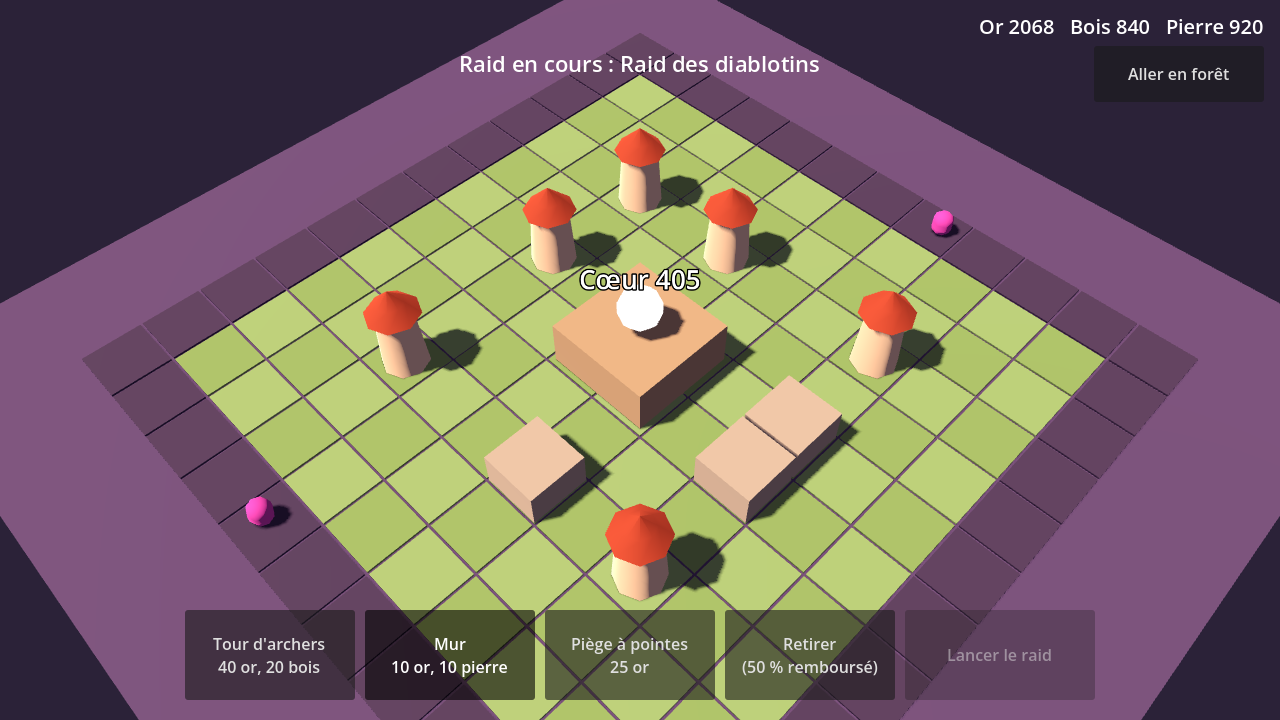 Or 2068 Bois 840 Pierre 920
Raid en cours : Raid des diablotins
Aller en forêt
Cœur 405
Tour d'archers
40 or, 20 bois
Mur
10 or, 10 pierre
Piège à pointes
25 or
Retirer
(50 % remboursé)
Lancer le raid